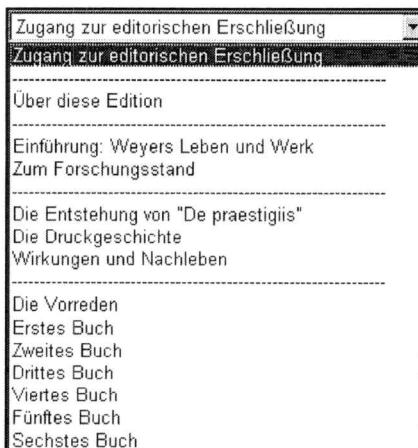 Zugang zur editorischen Erschließung
Zugang zur editorischen Erschließung
Über diese Edition
Einführung: Weyers Leben und Werk
Zum Forschungsstand
Die Entstehung von "De praestigiis"
Die Druckgeschichte
Wirkungen und Nachleben
Die Vorreden
Erstes Buch
Zweites Buch
Drittes Buch
Viertes Buch
Fünftes Buch
Sechstes Buch